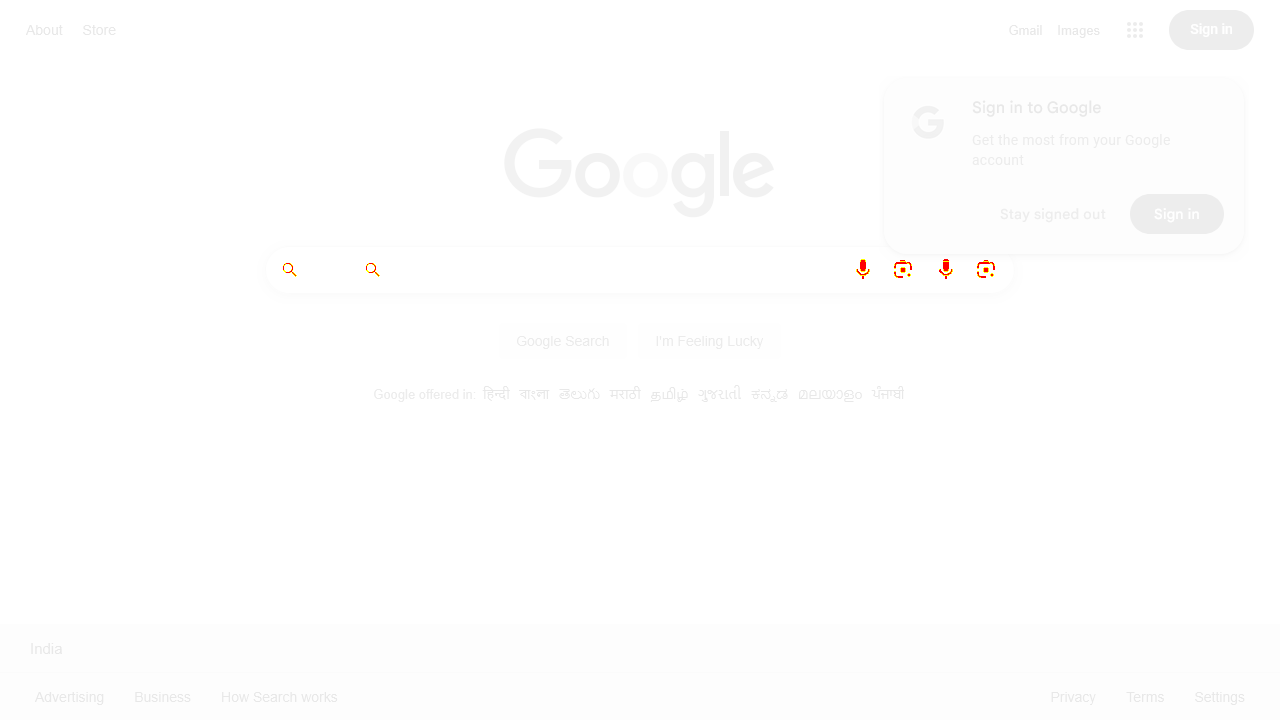 About Store Gmail Images Sign in
Sign in to Google
Get the most from your Google
account
Stay signed out Sign in
Google
Google Search I'm Feeling Lucky
Google offered in: हिन्दी বাংলা తెలుగు मराठी தமிழ் ગુજરાતી ಕನ್ನಡ മലയാളം ਪੰਜਾਬੀ
India
Advertising Business How Search works Privacy Terms Settings